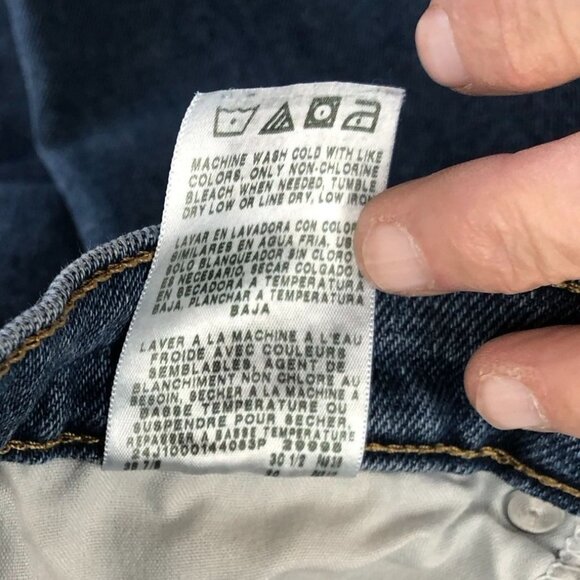 MACHINE WASH COLD WITH LIKE
COLORS, ONLY NON-CHLORINE
BLEACH WHEN NEEDED, TUMBLE
DRY LOW OR LINE DRY, LOW IRON
LAVAR EN LAVADORA CON COLOR
SIMILARES EN AGUA FRIA, US
SOLO BLANQUEADOR SIN CLORO
ES NECESARIO, SECAR COLGADO
EN SECADORA A TEMPERATURA
BAJA, PLANCHAR A TEMPERATURA
BAJA
LAVER A LA MACHINE A L'EAU
FROIDE AVEC COULEURS
SEMBLABLES, AGENT DE
BLANCHIMENT NON CHLORE AU
BESOIN, SECHER LA MACHINE A
BASSE TEMPERATURE OU
SUSPENDRE POUR SECHER,
REPASSER A BASSE TEMPERATURE
30 1/2